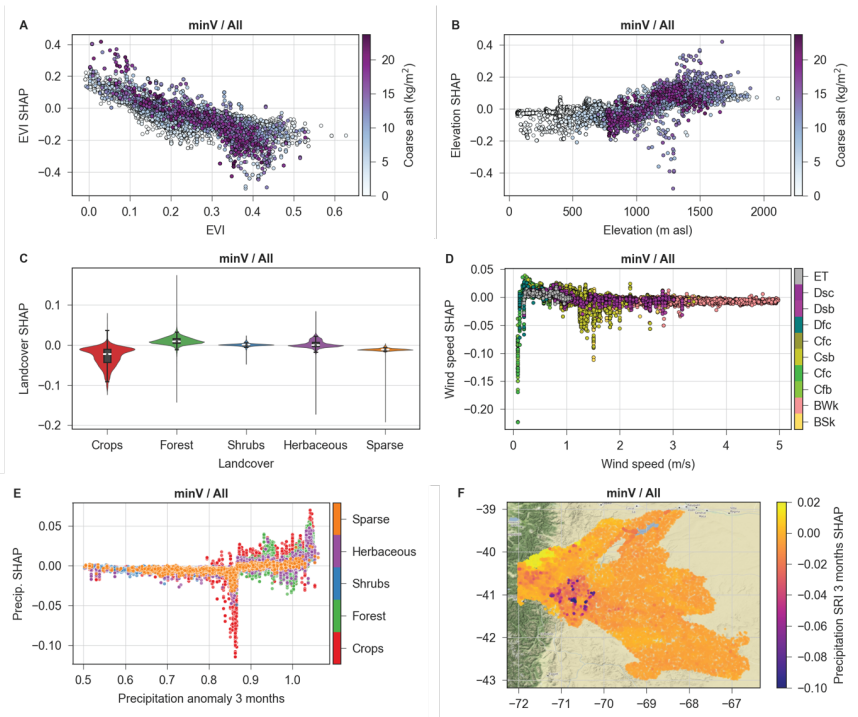 A
minV / All
EVI SHAP
0.4
0.2
0.0
−0.2
−0.4
0.0 0.1 0.2 0.3 0.4 0.5 0.6
EVI
20
15
10
5
0
Coarse ash (kg/m²)
B
minV / All
Elevation SHAP
0.4
0.2
0.0
−0.2
−0.4
0 500 1000 1500 2000
Elevation (m asl)
20
15
10
5
0
Coarse ash (kg/m²)
C
minV / All
Landcover SHAP
0.1
0.0
−0.1
−0.2
Crops Forest Shrubs Herbaceous Sparse
Landcover
D
minV / All
Wind speed SHAP
0.05
0.00
−0.05
−0.10
−0.15
−0.20
0 1 2 3 4 5
Wind speed (m/s)
ET
Dsc
Dsb
Dfc
Cfc
Csb
Cfc
Cfb
BWk
BSk
E
minV / All
Precip. SHAP
0.05
0.00
−0.05
−0.10
0.5 0.6 0.7 0.8 0.9 1.0
Precipitation anomaly 3 months
Sparse
Herbaceous
Shrubs
Forest
Crops
F
minV / All
−39
−40
−41
−42
−43
−72 −71 −70 −69 −68 −67
0.02
0.00
−0.02
−0.04
−0.06
−0.08
−0.10
Precipitation SRI 3 months SHAP